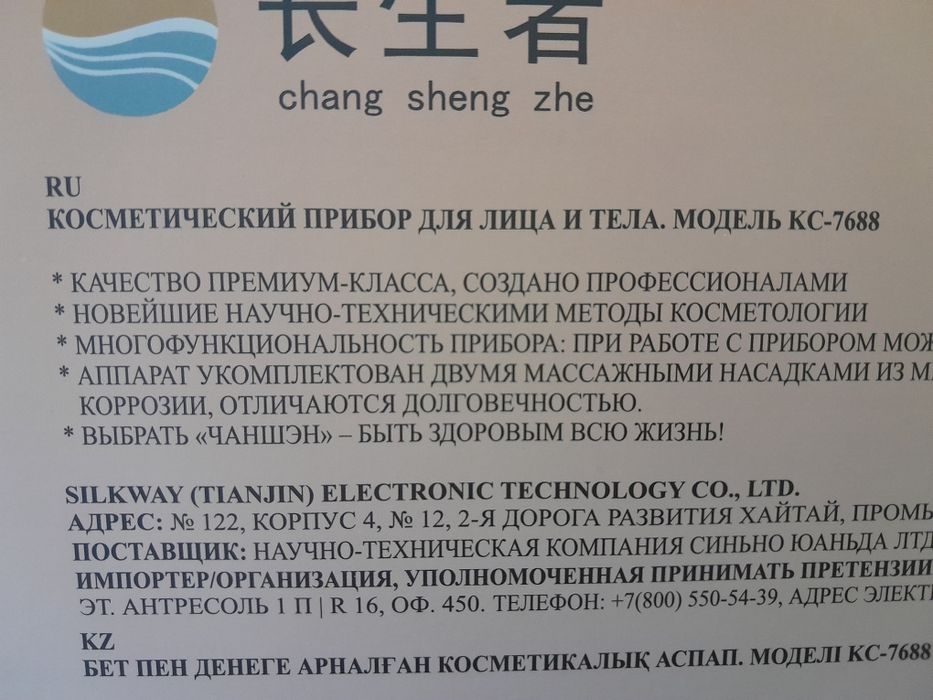 长生者
chang sheng zhe
RU
КОСМЕТИЧЕСКИЙ ПРИБОР ДЛЯ ЛИЦА И ТЕЛА. МОДЕЛЬ KC-7688
* КАЧЕСТВО ПРЕМИУМ-КЛАССА, СОЗДАНО ПРОФЕССИОНАЛАМИ
* НОВЕЙШИЕ НАУЧНО-ТЕХНИЧЕСКИМИ МЕТОДЫ КОСМЕТОЛОГИИ
* МНОГОФУНКЦИОНАЛЬНОСТЬ ПРИБОРА: ПРИ РАБОТЕ С ПРИБОРОМ
* АППАРАТ УКОМПЛЕКТОВАН ДВУМЯ МАССАЖНЫМИ НАСАДКАМИ ИЗ
КОРРОЗИИ, ОТЛИЧАЮТСЯ ДОЛГОВЕЧНОСТЬЮ.
* ВЫБРАТЬ «ЧАНШЭН» – БЫТЬ ЗДОРОВЫМ ВСЮ ЖИЗНЬ!
SILKWAY (TIANJIN) ELECTRONIC TECHNOLOGY CO., LTD.
АДРЕС: № 122, КОРПУС 4, № 12, 2-Я ДОРОГА РАЗВИТИЯ ХАЙТАЙ,
ПОСТАВЩИК: НАУЧНО-ТЕХНИЧЕСКАЯ КОМПАНИЯ СИНЬНО ЮАНЬДА ЛТД
ИМПОРТЕР/ОРГАНИЗАЦИЯ, УПОЛНОМОЧЕННАЯ ПРИНИМАТЬ ПРЕТЕНЗИИ
ЭТ. АНТРЕСОЛЬ 1 П | R 16, ОФ. 450. ТЕЛЕФОН: +7(800) 550-54-39, АДРЕС
KZ
БЕТ ПЕН ДЕНЕГЕ АРНАЛҒАН КОСМЕТИКАЛЫҚ АСПАП. МОДЕЛІ KC-7688